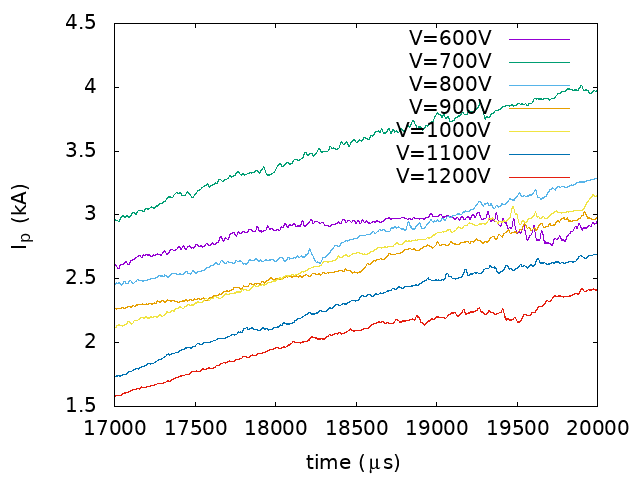 4.5
4
3.5
3
2.5
2
1.5
I_p (kA)
V=600V
V=700V
V=800V
V=900V
V=1000V
V=1100V
V=1200V
17000 17500 18000 18500 19000 19500 20000
time (μs)